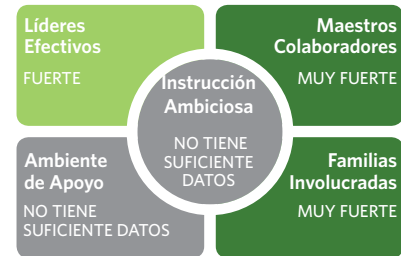 Líderes
Efectivos
FUERTE
Maestros
Colaboradores
MUY FUERTE
Instrucción
Ambiciosa
NO TIENE
SUFICIENTE
DATOS
Ambiente
de Apoyo
NO TIENE
SUFICIENTE DATOS
Familias
Involucradas
MUY FUERTE